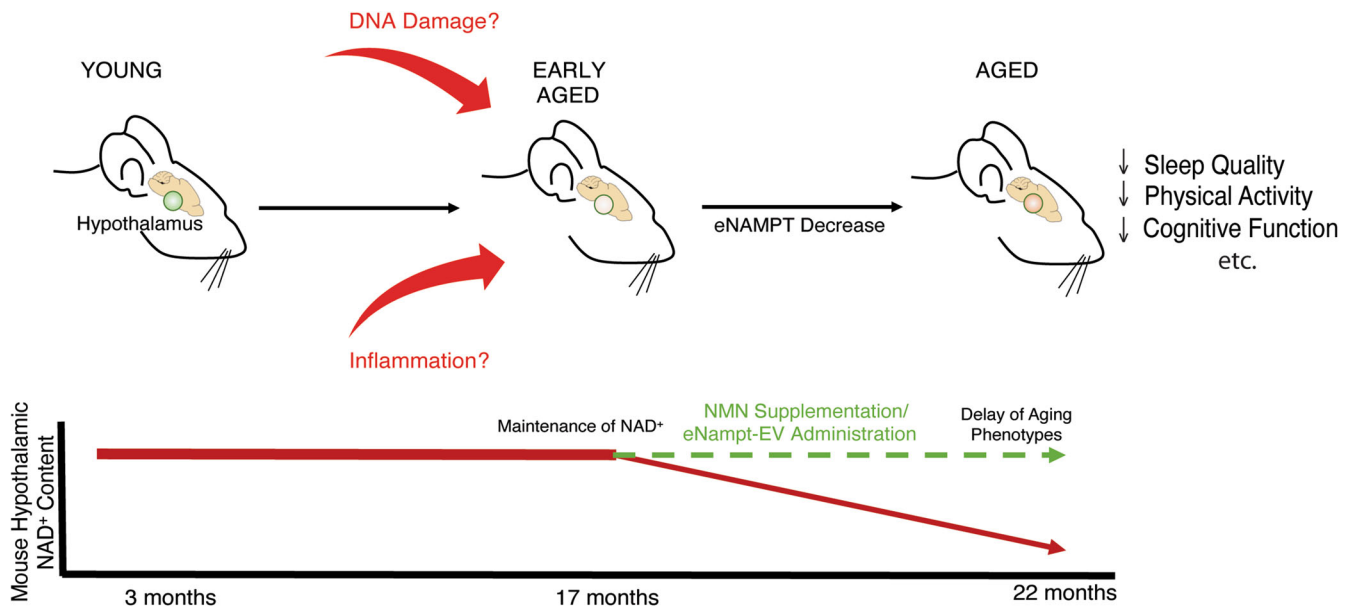 DNA Damage?
YOUNG
EARLY
AGED
AGED
Hypothalamus
eNAMPT Decrease
↓ Sleep Quality
↓ Physical Activity
↓ Cognitive Function
etc.
Inflammation?
Mouse Hypothalamic
NAD⁺ Content
Maintenance of NAD⁺
NMN Supplementation/
eNampt-EV Administration
Delay of Aging
Phenotypes
3 months
17 months
22 months